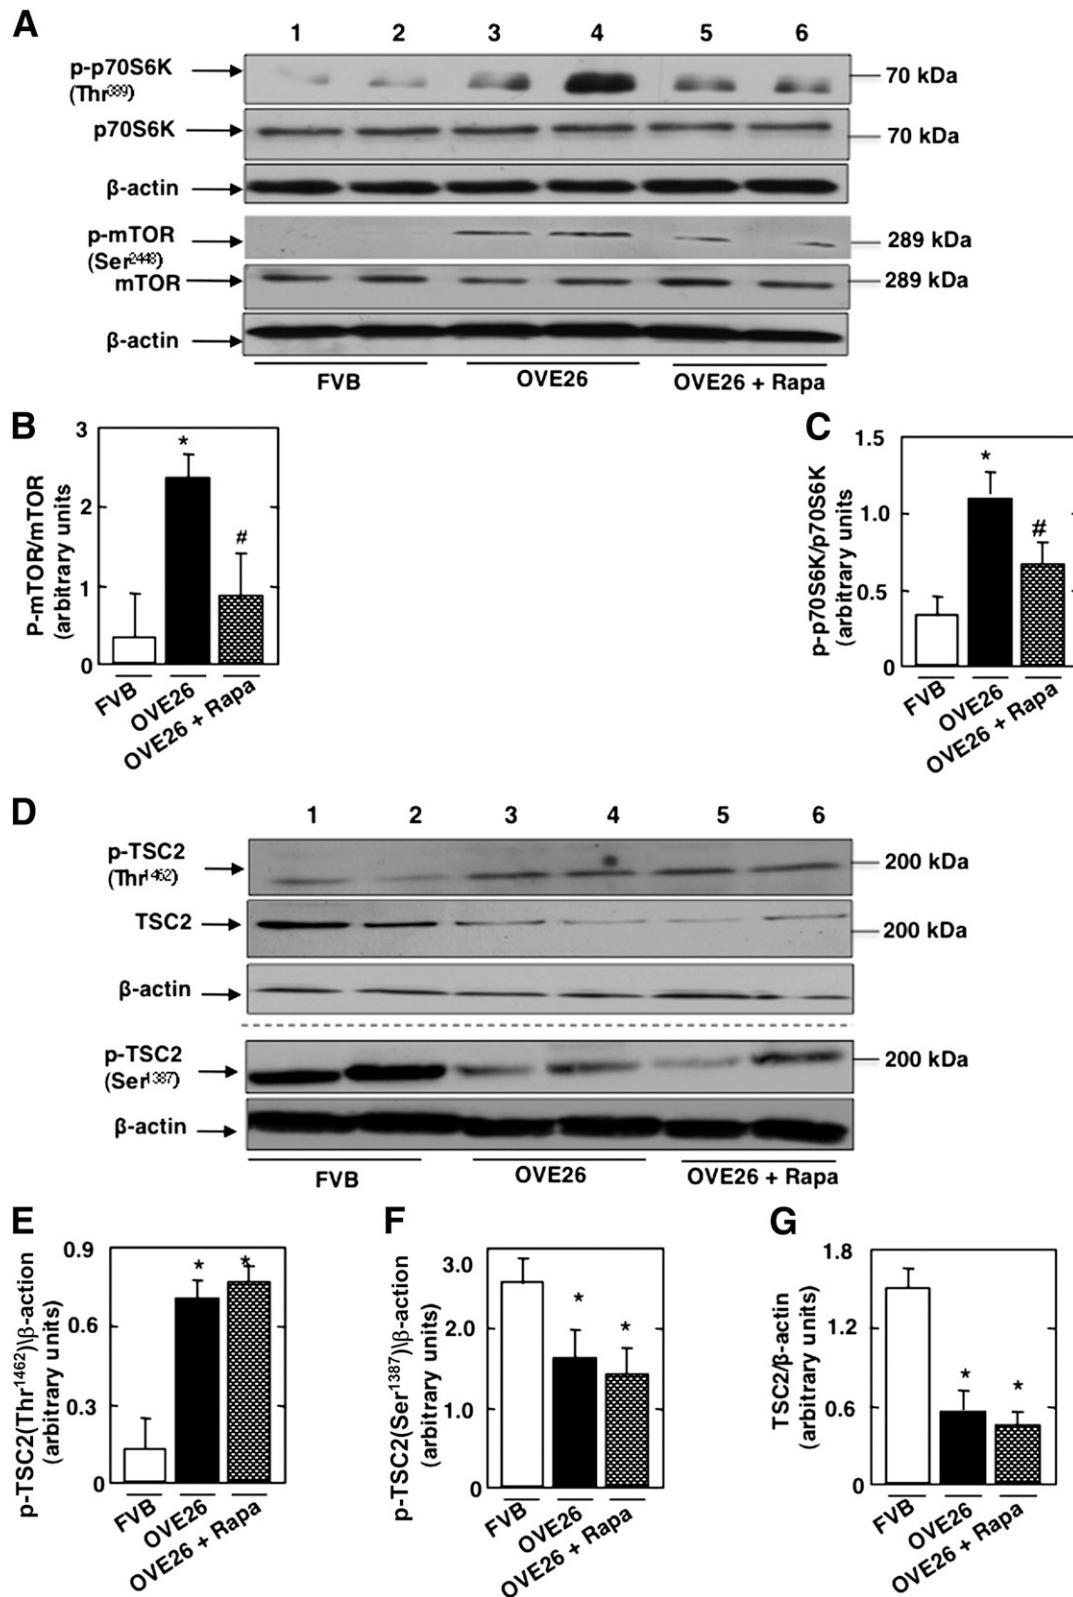 A
1 2 3 4 5 6
p-p70S6K
(Thr389)
70 kDa
p70S6K
70 kDa
β-actin
p-mTOR
(Ser2448)
289 kDa
mTOR
289 kDa
β-actin
FVB OVE26 OVE26 + Rapa
B
P-mTOR/mTOR
(arbitrary units
3
2
1
0
*
#
FVB
OVE26
OVE26 + Rapa
C
p-p70S6K/p70S6K
(arbitrary units
1.5
1.0
0.5
0
*
#
FVB
OVE26
OVE26 + Rapa
D
1 2 3 4 5 6
p-TSC2
(Thr1462)
200 kDa
TSC2
200 kDa
β-actin
p-TSC2
(Ser1387)
200 kDa
β-actin
FVB OVE26 OVE26 + Rapa
E
p-TSC2(Thr1462)\β-action
(arbitrary units)
0.9
0.6
0.3
0
*
*
FVB
OVE26
OVE26 + Rapa
F
p-TSC2(Ser1387)\β-action
(arbitrary units)
3.0
2.0
1.0
0
*
*
FVB
OVE26
OVE26 + Rapa
G
TSC2/β-actin
(arbitrary units)
1.8
1.2
0.6
0
*
*
FVB
OVE26
OVE26 + Rapa